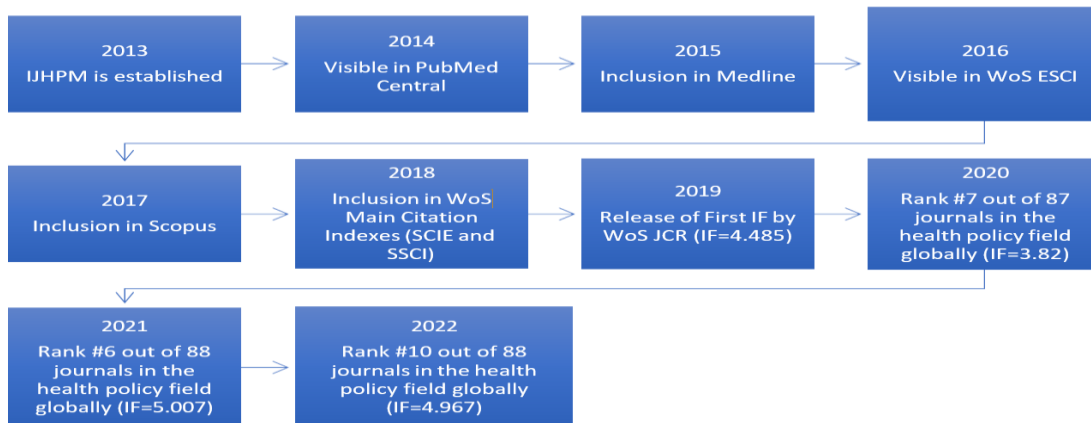 2013
IJHPM is established
2014
Visible in PubMed
Central
2015
Inclusion in Medline
2016
Visible in WoS ESCI
2017
Inclusion in Scopus
2018
Inclusion in WoS
Main Citation
Indexes (SCIE and
SSCI)
2019
Release of First IF by
WoS JCR (IF=4.485)
2020
Rank #7 out of 87
journals in the
health policy field
globally (IF=3.82)
2021
Rank #6 out of 88
journals in the
health policy field
globally (IF=5.007)
2022
Rank #10 out of 88
journals in the health
policy field globally
(IF=4.967)